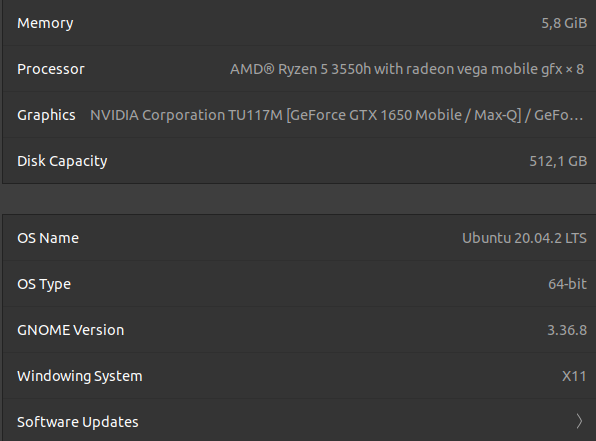 Memory 5,8 GiB
Processor AMD® Ryzen 5 3550h with radeon vega mobile gfx × 8
Graphics NVIDIA Corporation TU117M [GeForce GTX 1650 Mobile / Max-Q] / GeFo…
Disk Capacity 512,1 GB
OS Name Ubuntu 20.04.2 LTS
OS Type 64-bit
GNOME Version 3.36.8
Windowing System X11
Software Updates